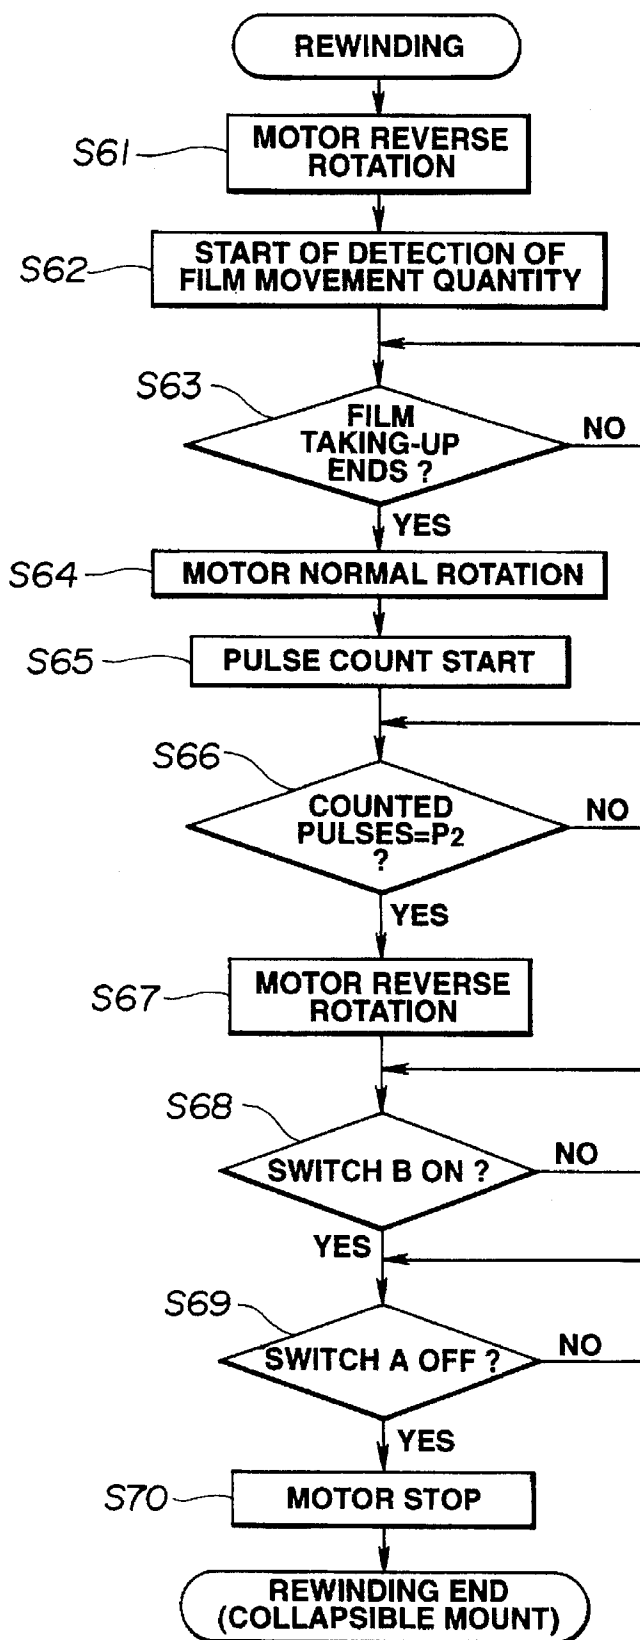 REWINDING
S61
MOTOR REVERSE
ROTATION
S62
START OF DETECTION OF
FILM MOVEMENT QUANTITY
S63
FILM
TAKING-UP
ENDS ?
NO
YES
S64
MOTOR NORMAL ROTATION
S65
PULSE COUNT START
S66
COUNTED
PULSES=P2
?
NO
YES
S67
MOTOR REVERSE
ROTATION
S68
SWITCH B ON ?
NO
YES
S69
SWITCH A OFF ?
NO
YES
S70
MOTOR STOP
REWINDING END
(COLLAPSIBLE MOUNT)